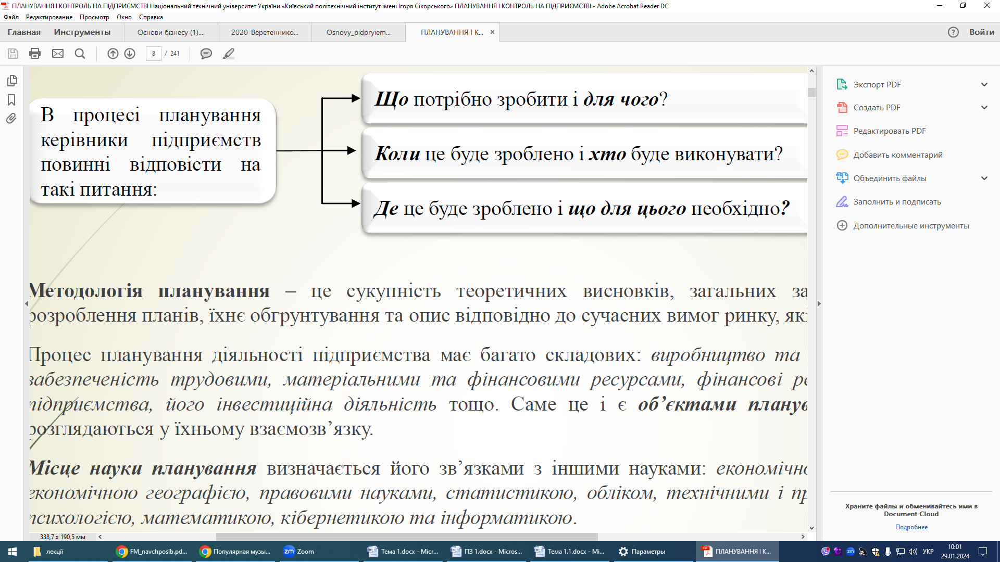 ПЛАНУВАННЯ І КОНТРОЛЬ НА ПІДПРИЄМСТВІ Національний технічний університет України «Київський політехнічний інститут імені Ігоря Сікорського» ПЛАНУВАННЯ І КОНТРОЛЬ НА ПІДПРИЄМСТВІ - Adobe Acrobat Reader DC
Файл Редактирование Просмотр Окно Справка
Главная Инструменты Основи бізнесу (1).... 2020-Веретеннико... Osnovy_pidpryiem... ПЛАНУВАННЯ І К... Войти
8 / 241
В процесі планування
керівники підприємств
повинні відповісти на
такі питання:
Що потрібно зробити і для чого?
Коли це буде зроблено і хто буде виконувати?
Де це буде зроблено і що для цього необхідно?
Методологія планування – це сукупність теоретичних висновків, загальних за
розроблення планів, їхнє обгрунтування та опис відповідно до сучасних вимог ринку, які
Процес планування діяльності підприємства має багато складових: виробництво та
забезпеченість трудовими, матеріальними та фінансовими ресурсами, фінансові ре
підприємства, його інвестиційна діяльність тощо. Саме це і є об’єктами планув
розглядаються у їхньому взаємозв’язку.
Місце науки планування визначається його зв’язками з іншими науками: економічно
економічною географією, правовими науками, статистикою, обліком, технічними і пр
психологією, математикою, кібернетикою та інформатикою.
338,7 x 190,5 мм
Экспорт PDF
Создать PDF
Редактировать PDF
Добавить комментарий
Объединить файлы
Заполнить и подписать
Дополнительные инструменты
Храните файлы и обменивайтесь ими в
Document Cloud
Подробнее
лекції FM_navchposib.pd... Популярная музы... zm Zoom Тема 1.docx - Micr... ПЗ 1.docx - Micros... Тема 1.1.docx - Mi... Параметры ПЛАНУВАННЯ І К... zm УКР 10:01
29.01.2024